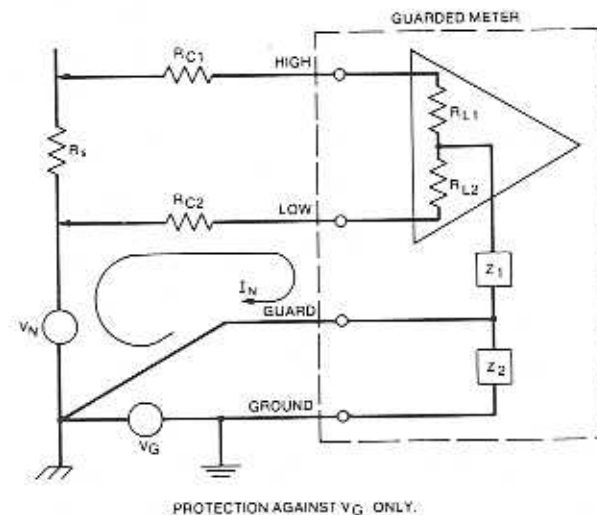 GUARDED METER
RC1
HIGH
RL1
Rs
RC2
LOW
RL2
Z1
IN
GUARD
VN
Z2
GROUND
VG
PROTECTION AGAINST VG ONLY.